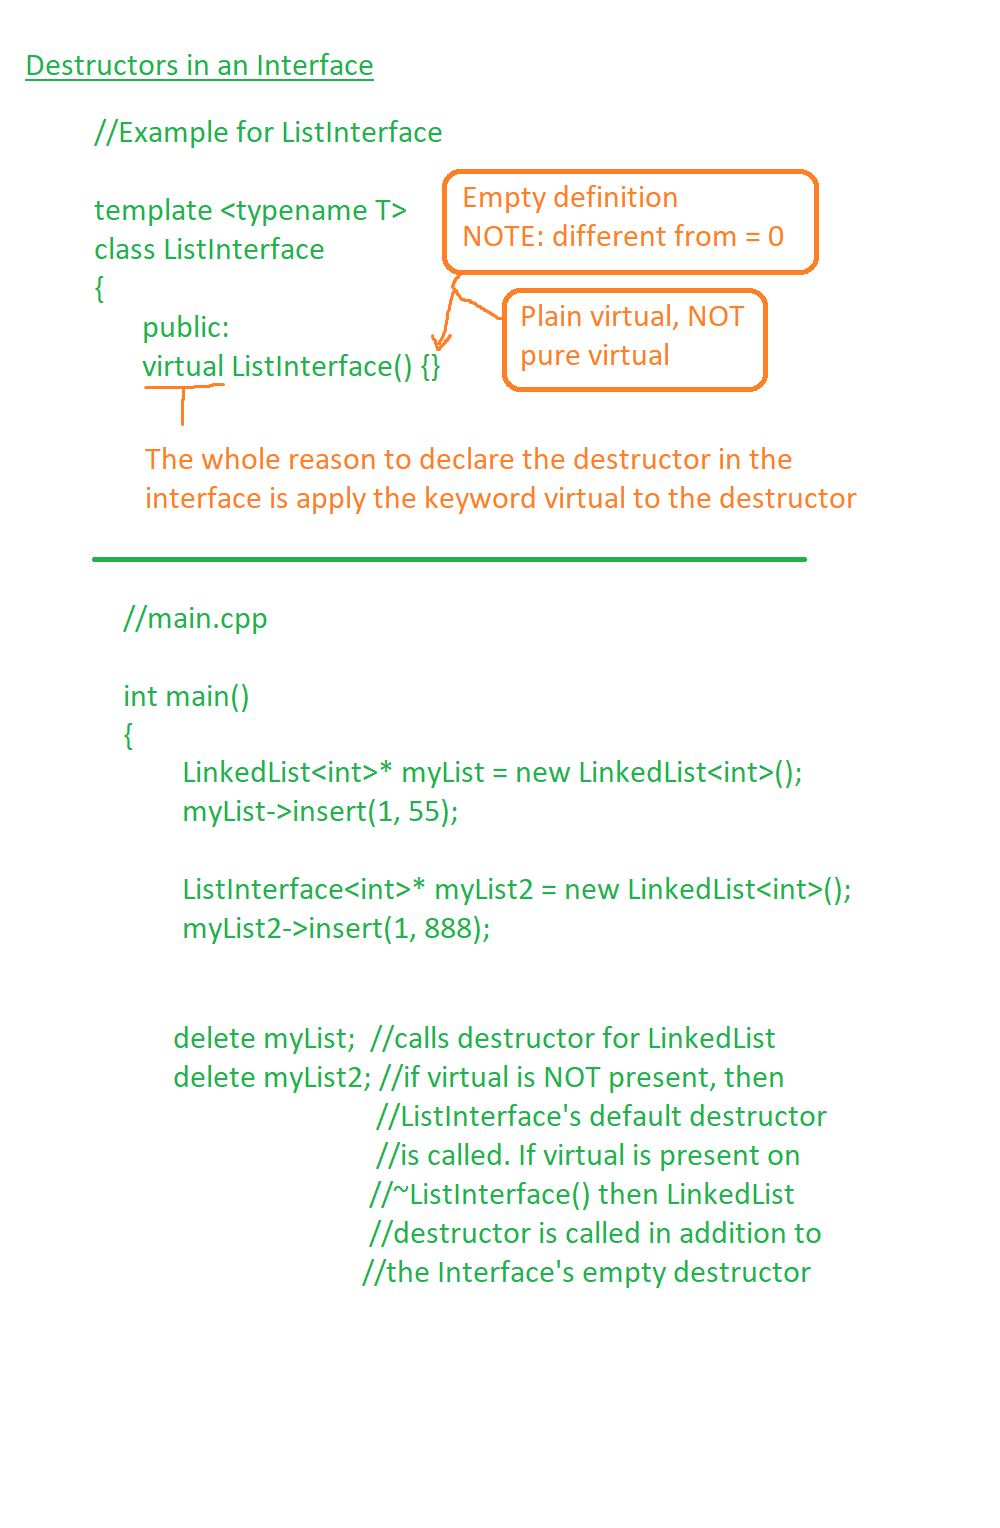 Destructors in an Interface
//Example for ListInterface
template <typename T>
class ListInterface
{
public:
virtual ListInterface() {}
Empty definition
NOTE: different from = 0
Plain virtual, NOT
pure virtual
The whole reason to declare the destructor in the
interface is apply the keyword virtual to the destructor
//main.cpp
int main()
{
LinkedList<int>* myList = new LinkedList<int>();
myList->insert(1, 55);
ListInterface<int>* myList2 = new LinkedList<int>();
myList2->insert(1, 888);
delete myList; //calls destructor for LinkedList
delete myList2; //if virtual is NOT present, then
//ListInterface's default destructor
//is called. If virtual is present on
//~ListInterface() then LinkedList
//destructor is called in addition to
//the Interface's empty destructor